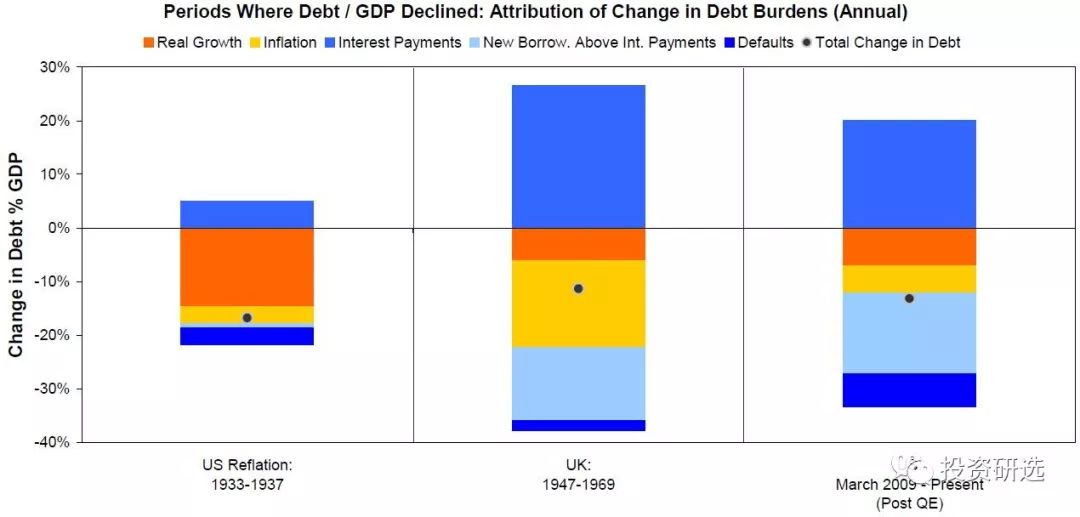 Periods Where Debt / GDP Declined: Attribution of Change in Debt Burdens (Annual)
Real Growth Inflation Interest Payments New Borrow. Above Int. Payments Defaults Total Change in Debt
Change in Debt % GDP
30%
20%
10%
0%
-10%
-20%
-30%
-40%
US Reflation:
1933-1937
UK:
1947-1969
March 2009 - Present
(Post QE)
投资研选